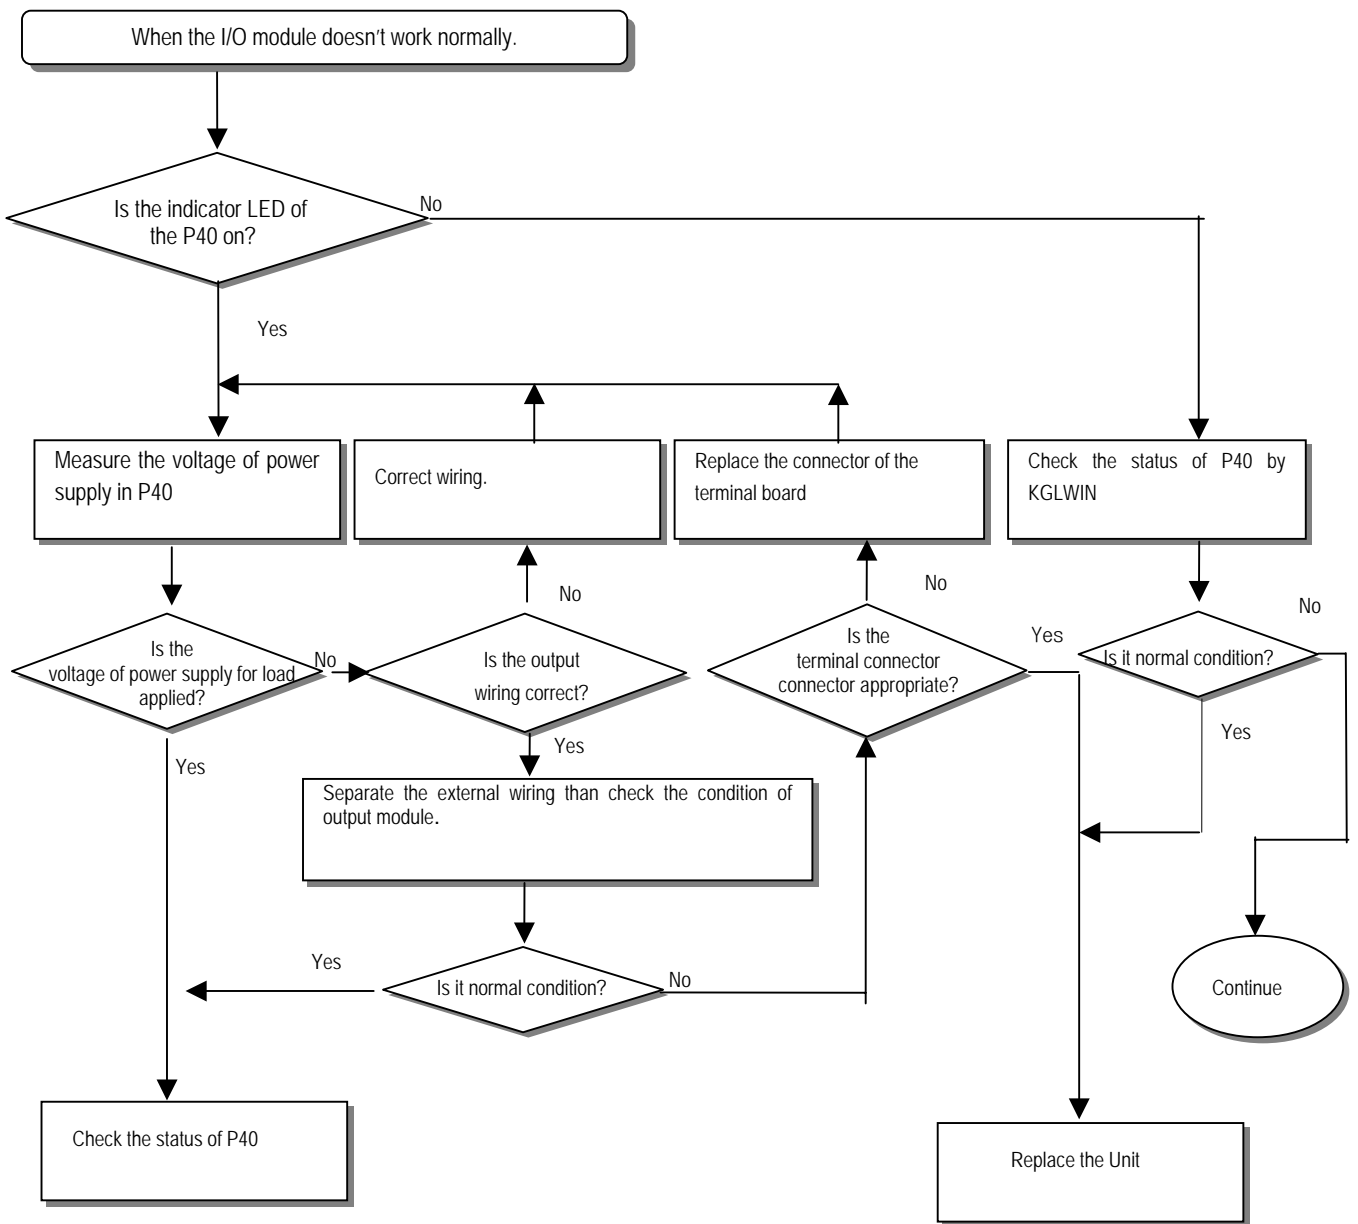 When the I/O module doesn't work normally.
Is the indicator LED of
the P40 on?
No
Yes
Measure the voltage of power
supply in P40
Correct wiring.
Replace the connector of the
terminal board
Check the status of P40 by
KGLWIN
No
No
No
Is the
voltage of power supply for load
applied?
No
Is the output
wiring correct?
Is the
terminal connector
connector appropriate?
Yes
Is it normal condition?
Yes
Yes
Yes
Separate the external wiring than check the condition of
output module.
Yes
Is it normal condition?
No
Continue
Check the status of P40
Replace the Unit